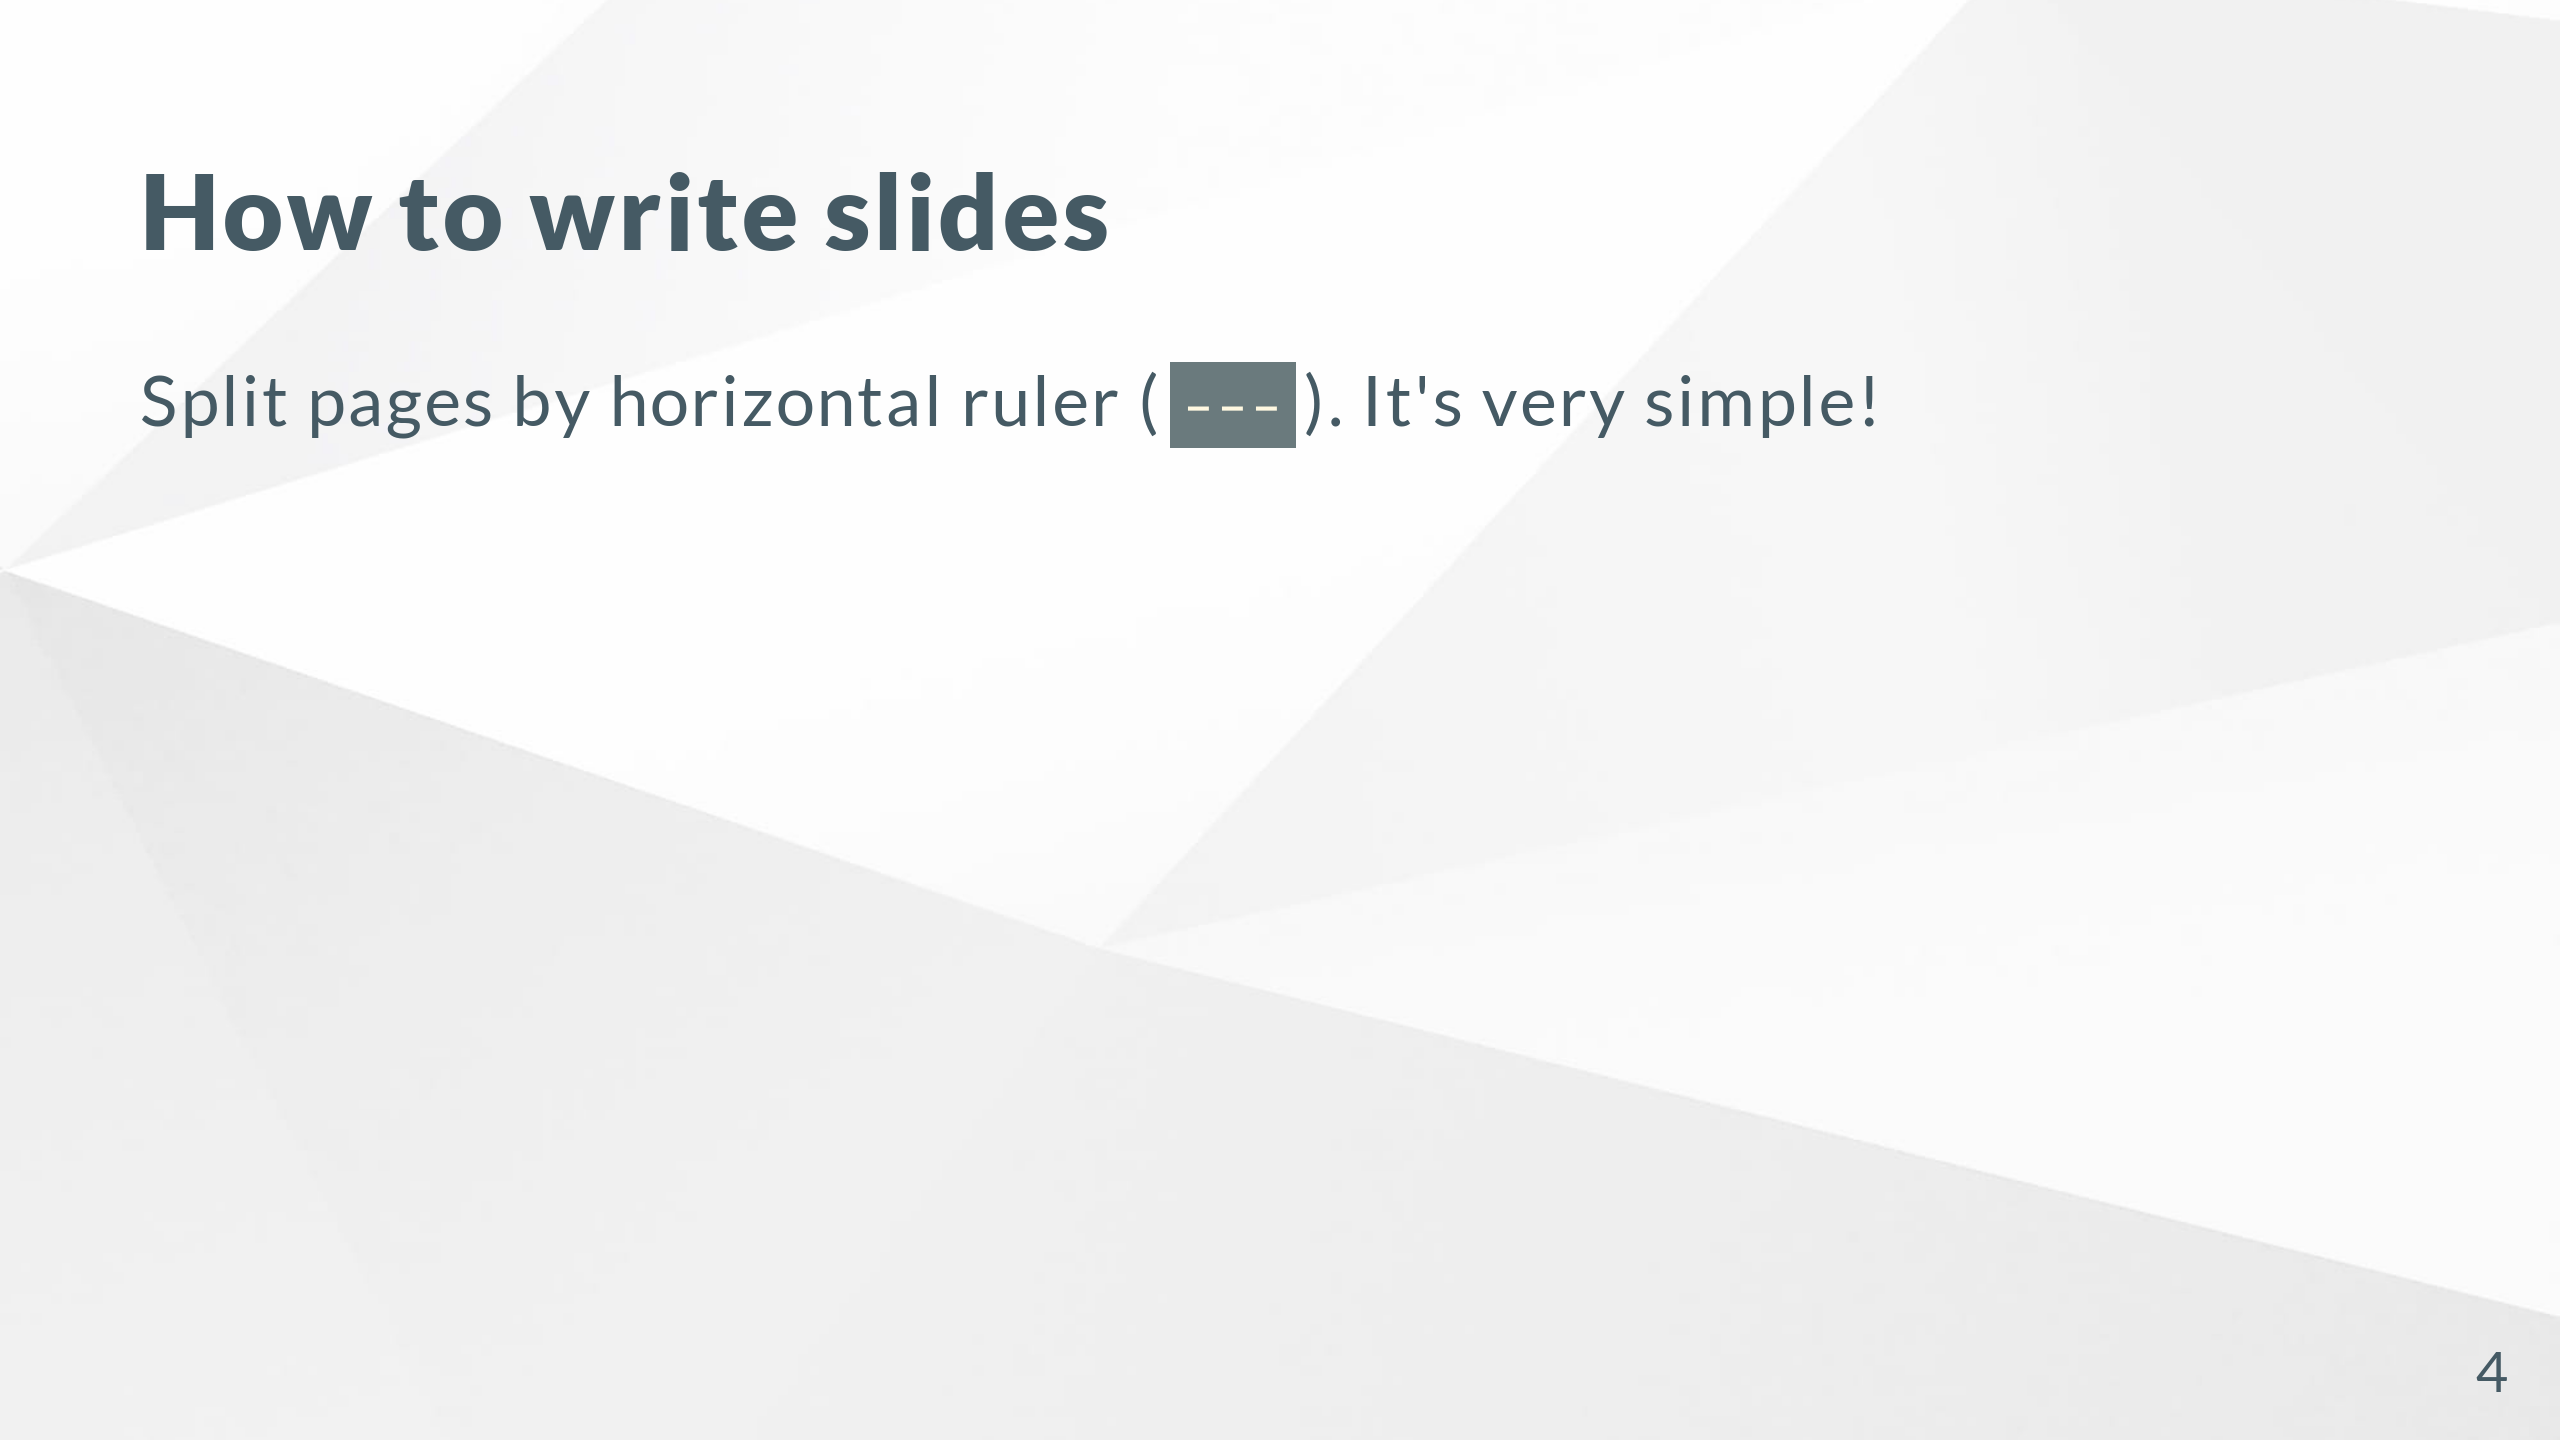 How to write slides
Split pages by horizontal ruler ( --- ). It's very simple!
4